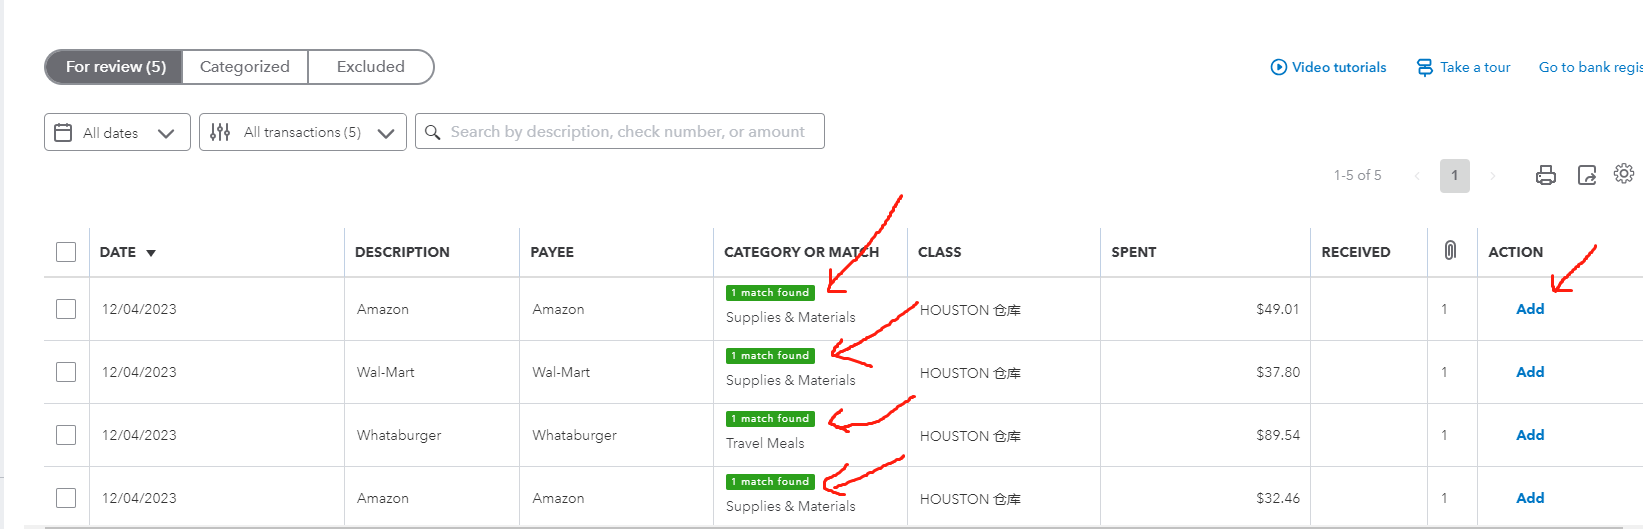 For review (5) Categorized Excluded Video tutorials Take a tour Go to bank regis
All dates All transactions (5) Search by description, check number, or amount
1-5 of 5 1
DATE DESCRIPTION PAYEE CATEGORY OR MATCH CLASS SPENT RECEIVED ACTION
1 match found
12/04/2023 Amazon Amazon Supplies & Materials HOUSTON 仓库 $49.01 1 Add
1 match found
12/04/2023 Wal-Mart Wal-Mart Supplies & Materials HOUSTON 仓库 $37.80 1 Add
1 match found
12/04/2023 Whataburger Whataburger Travel Meals HOUSTON 仓库 $89.54 1 Add
1 match found
12/04/2023 Amazon Amazon Supplies & Materials HOUSTON 仓库 $32.46 1 Add